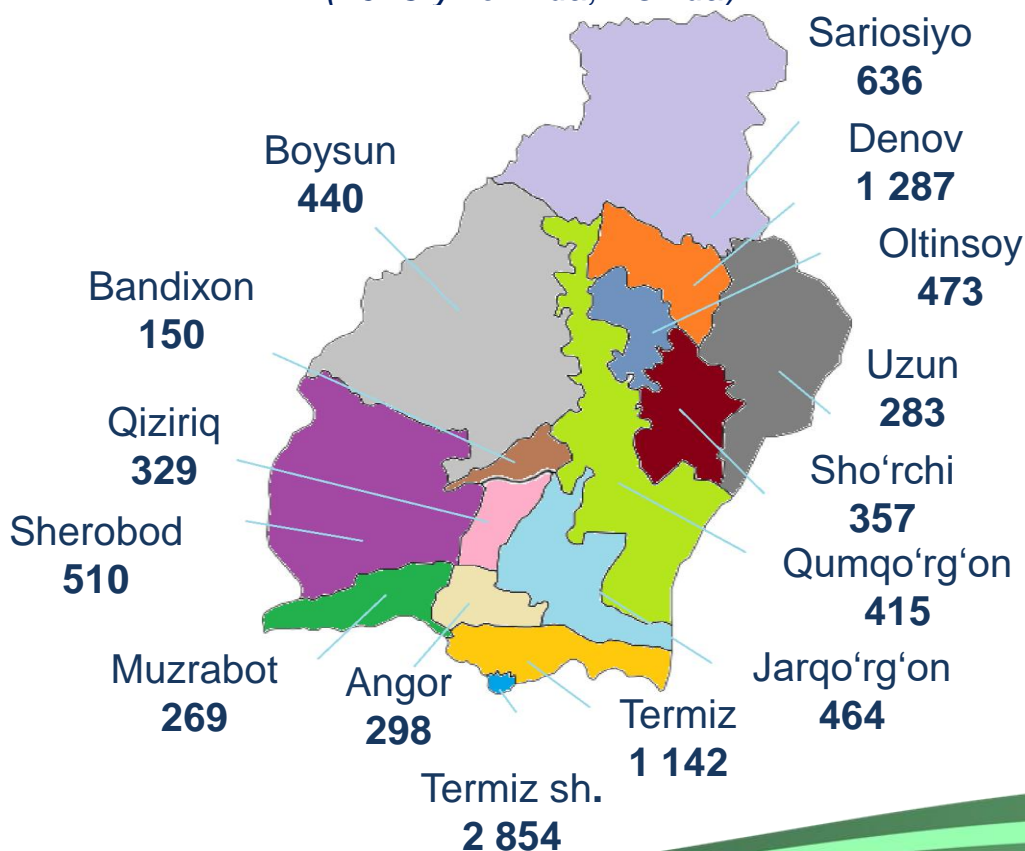 Sariosiyo
636
Denov
1 287
Boysun
440
Oltinsoy
473
Bandixon
150
Uzun
283
Qiziriq
329
Sho‘rchi
357
Sherobod
510
Qumqo‘rg‘on
415
Muzrabot
269
Angor
298
Jarqo‘rg‘on
464
Termiz
1 142
Termiz sh.
2 854